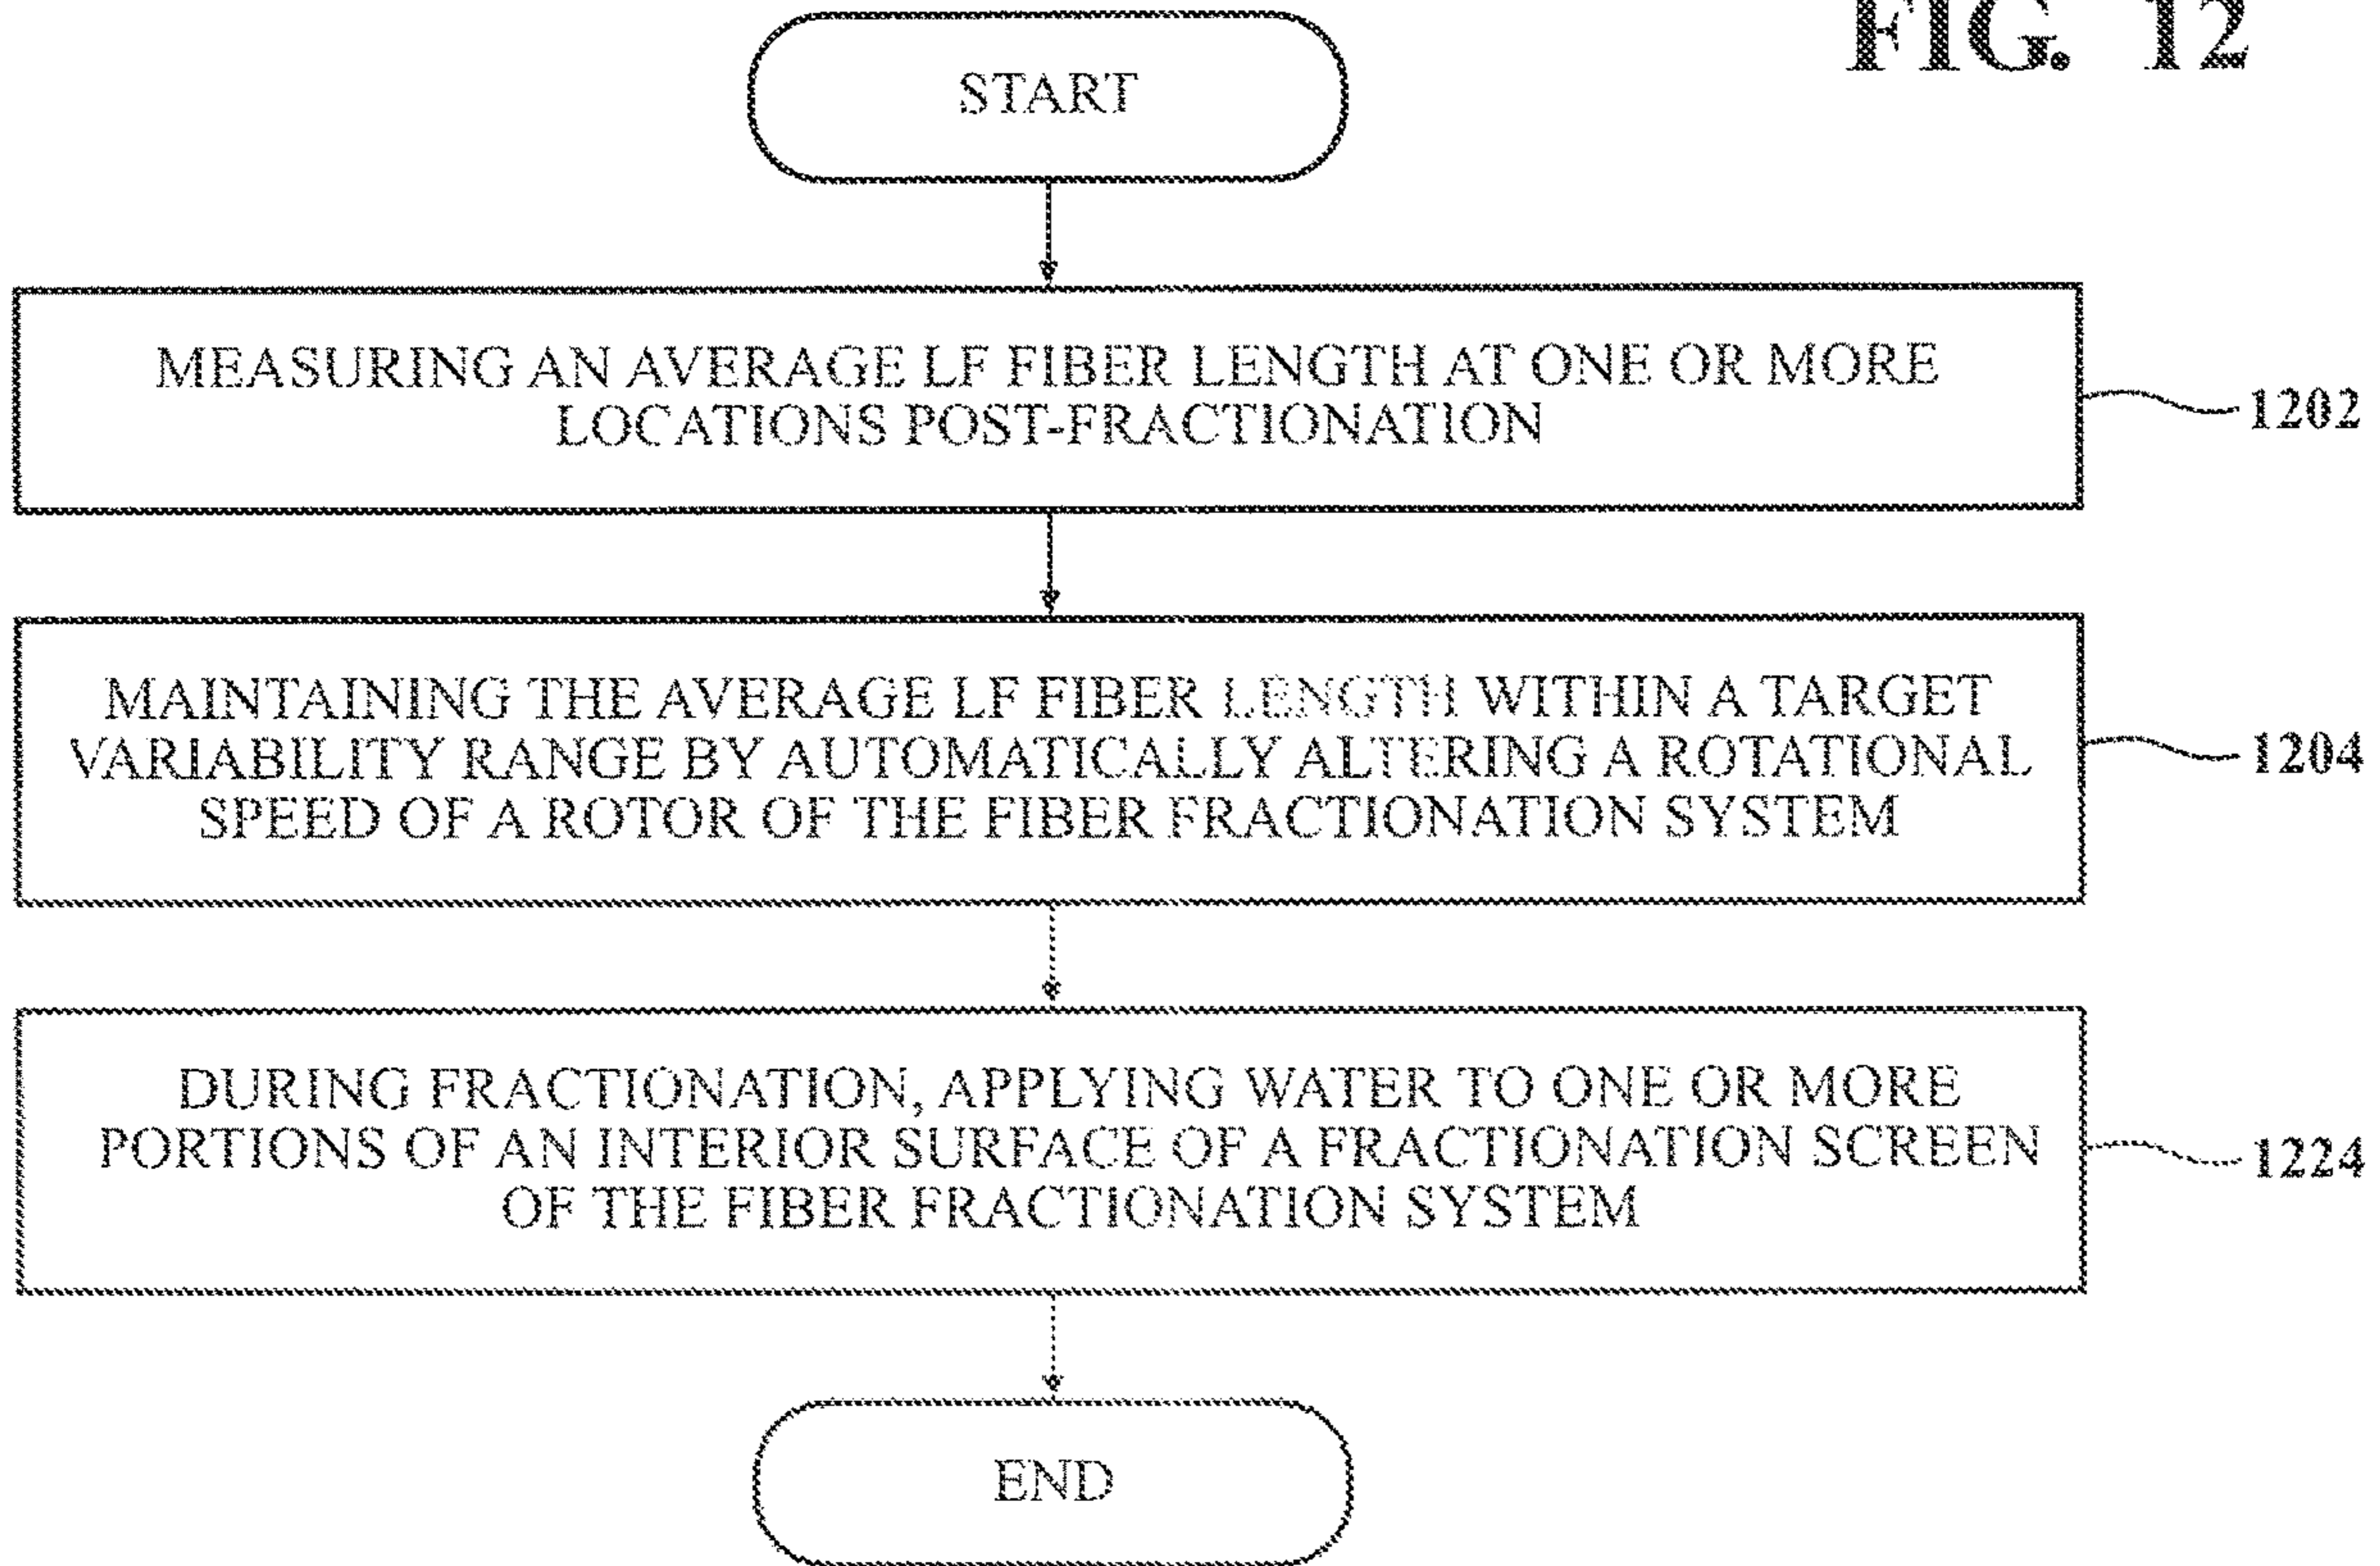 FIG. 12
START
MEASURING AN AVERAGE LF FIBER LENGTH AT ONE OR MORE
LOCATIONS POST-FRACTIONATION
1202
MAINTAINING THE AVERAGE LF FIBER LENGTH WITHIN A TARGET
VARIABILITY RANGE BY AUTOMATICALLY ALTERING A ROTATIONAL
SPEED OF A ROTOR OF THE FIBER FRACTIONATION SYSTEM
1204
DURING FRACTIONATION, APPLYING WATER TO ONE OR MORE
PORTIONS OF AN INTERIOR SURFACE OF A FRACTIONATION SCREEN
OF THE FIBER FRACTIONATION SYSTEM
1224
END